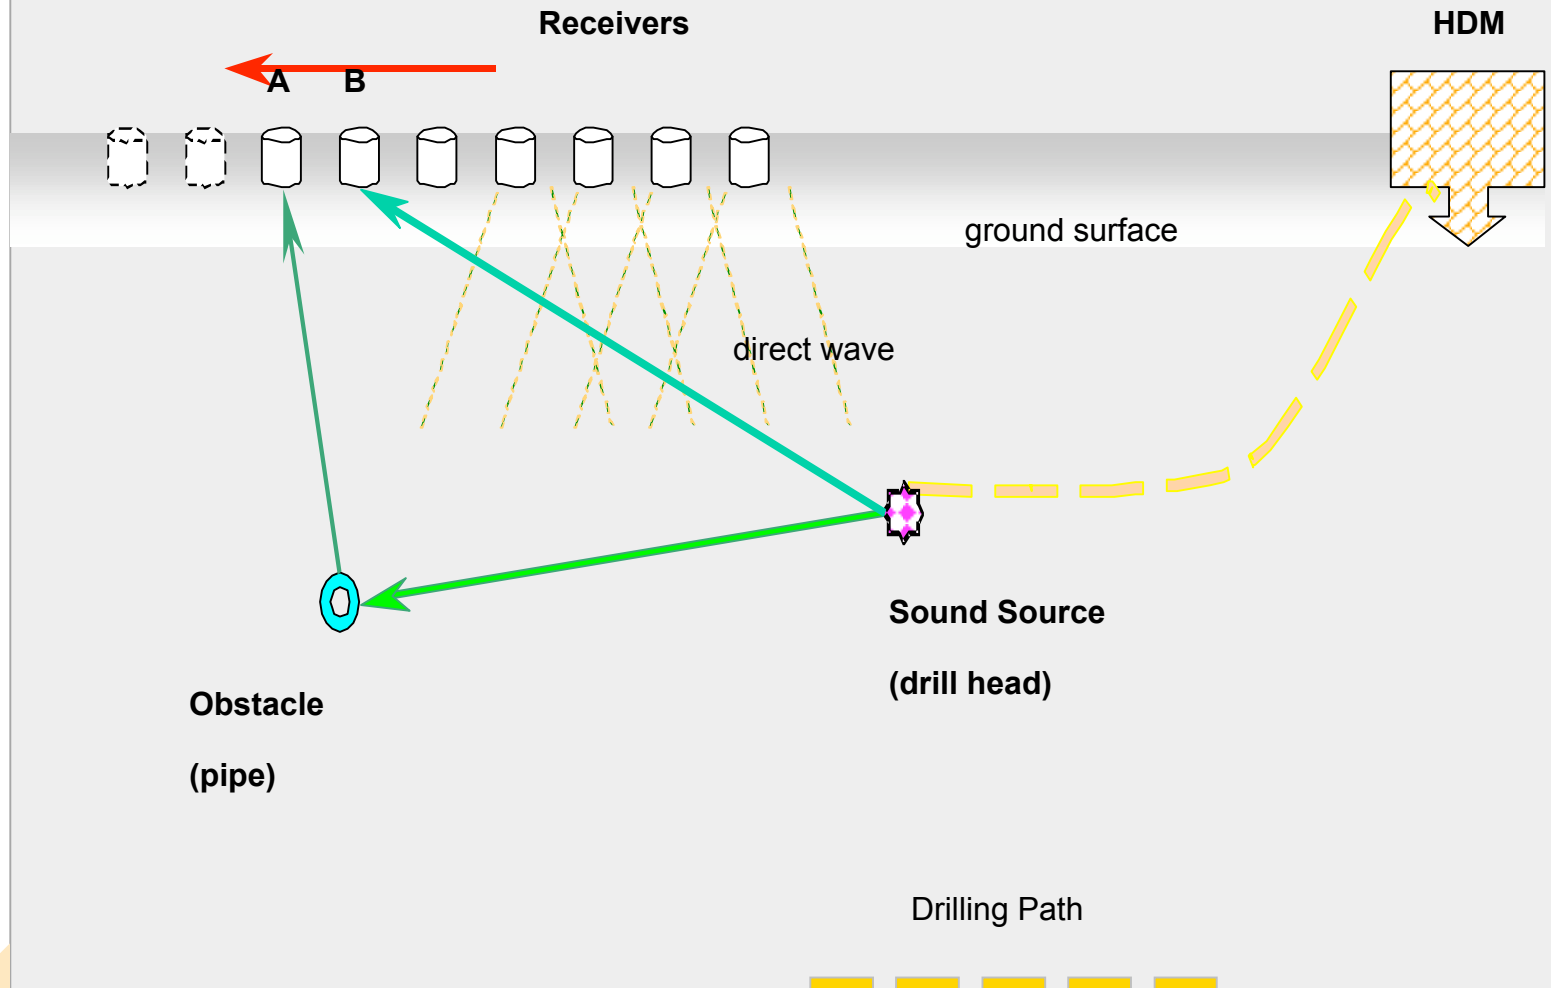 Receivers
HDM
A
B
ground surface
direct wave
Sound Source
(drill head)
Obstacle
(pipe)
Drilling Path